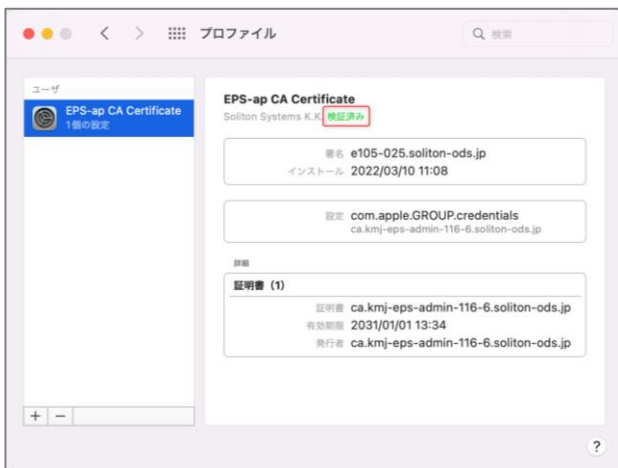 プロファイル
検索
ユーザ
EPS-ap CA Certificate
1個の設定
EPS-ap CA Certificate
Soliton Systems K.K. 検証済み
署名 e105-025.soliton-ods.jp
インストール 2022/03/10 11:08
設定 com.apple.GROUP.credentials
ca.kmj-eps-admin-116-6.soliton-ods.jp
詳細
証明書（1）
証明書 ca.kmj-eps-admin-116-6.soliton-ods.jp
有効期限 2031/01/01 13:34
発行者 ca.kmj-eps-admin-116-6.soliton-ods.jp
+ −
?